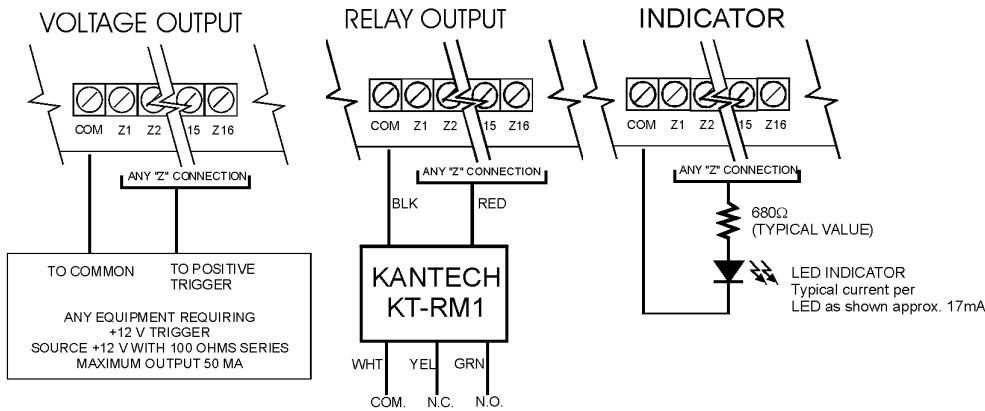 VOLTAGE OUTPUT
COM Z1 Z2 15 Z16
ANY "Z" CONNECTION
TO COMMON
TO POSITIVE
TRIGGER
ANY EQUIPMENT REQUIRING
+12 V TRIGGER
SOURCE +12 V WITH 100 OHMS SERIES
MAXIMUM OUTPUT 50 MA
RELAY OUTPUT
COM Z1 Z2 15 Z16
ANY "Z" CONNECTION
BLK RED
KANTECH
KT-RM1
WHT YEL GRN
COM. N.C. N.O.
INDICATOR
COM Z1 Z2 15 Z16
ANY "Z" CONNECTION
680Ω
(TYPICAL VALUE)
LED INDICATOR
Typical current per
LED as shown approx. 17mA